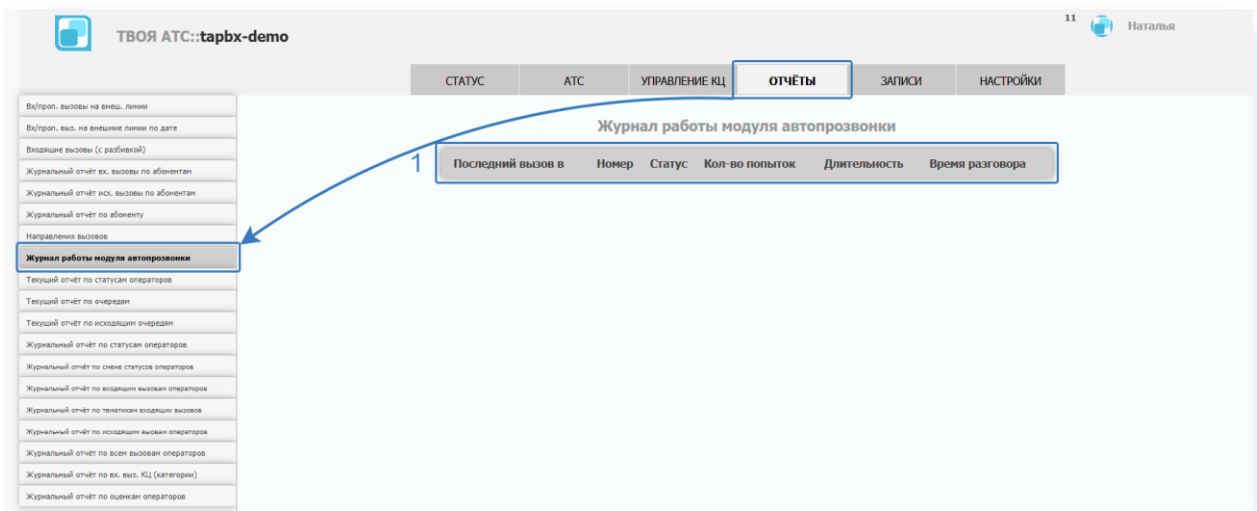 11
Наталья
ТВОЯ АТС::tapbx-demo
СТАТУС АТС УПРАВЛЕНИЕ КЦ ОТЧЁТЫ ЗАПИСИ НАСТРОЙКИ
Вх/проп. вызовы на внеш. линии
Вх/проп. выз. на внешние линии по дате
Входящие вызовы (с разбивкой)
Журнальный отчёт вх. вызовы по абонентам
Журнальный отчёт исх. вызовы по абонентам
Журнальный отчёт по абоненту
Направления вызовов
Журнал работы модуля автопрозвонки
Текущий отчёт по статусам операторов
Текущий отчёт по очередям
Текущий отчёт по исходящим очередям
Журнальный отчёт по статусам операторов
Журнальный отчёт по смене статусов операторов
Журнальный отчёт по входящим вызовам операторов
Журнальный отчёт по тематикам входящих вызовов
Журнальный отчёт по исходящим вызовам операторов
Журнальный отчёт по всем вызовам операторов
Журнальный отчёт по вх. выз. КЦ (категории)
Журнальный отчёт по оценкам операторов
Журнал работы модуля автопрозвонки
1
Последний вызов в Номер Статус Кол-во попыток Длительность Время разговора